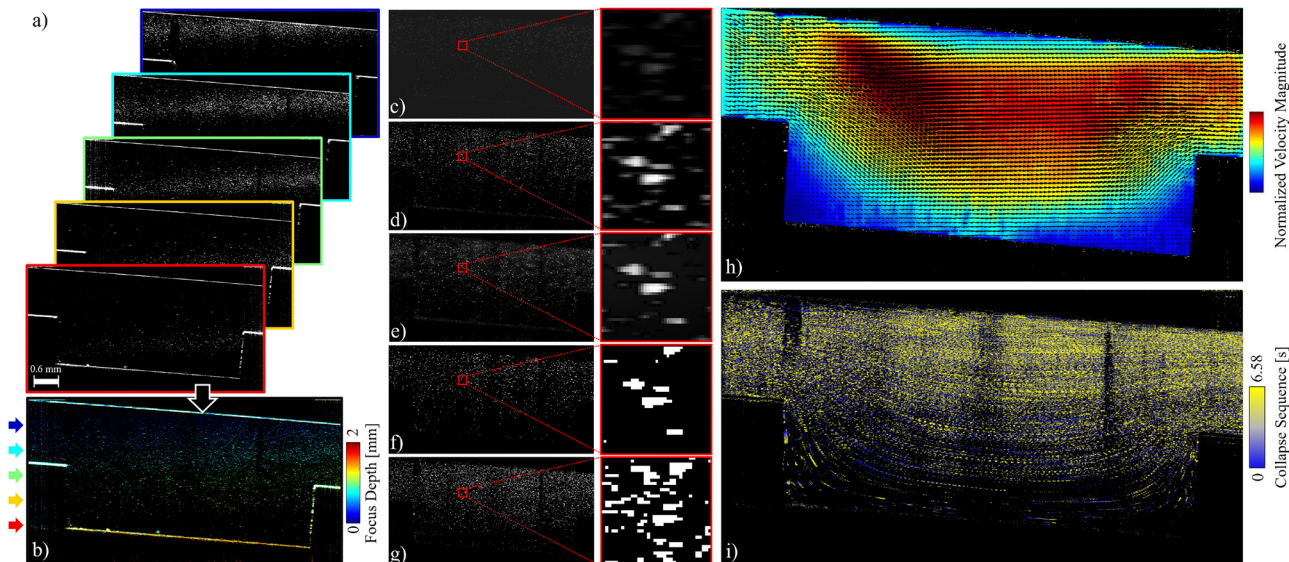 a)
0.6 mm
b)
0
2
Focus Depth [mm]
c)
d)
e)
f)
g)
h)
Normalized Velocity Magnitude
i)
0
6.58
Collapse Sequence [s]